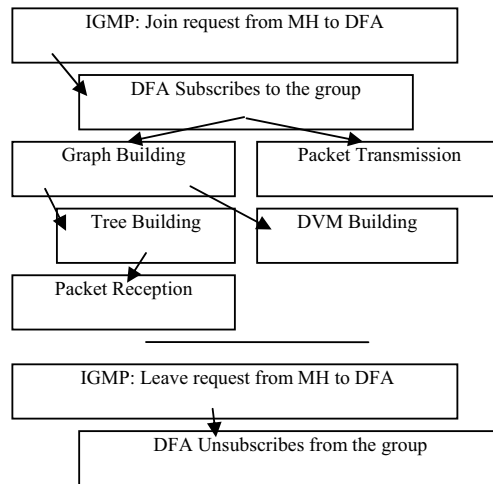 IGMP: Join request from MH to DFA
DFA Subscribes to the group
Graph Building
Packet Transmission
Tree Building
DVM Building
Packet Reception
IGMP: Leave request from MH to DFA
DFA Unsubscribes from the group